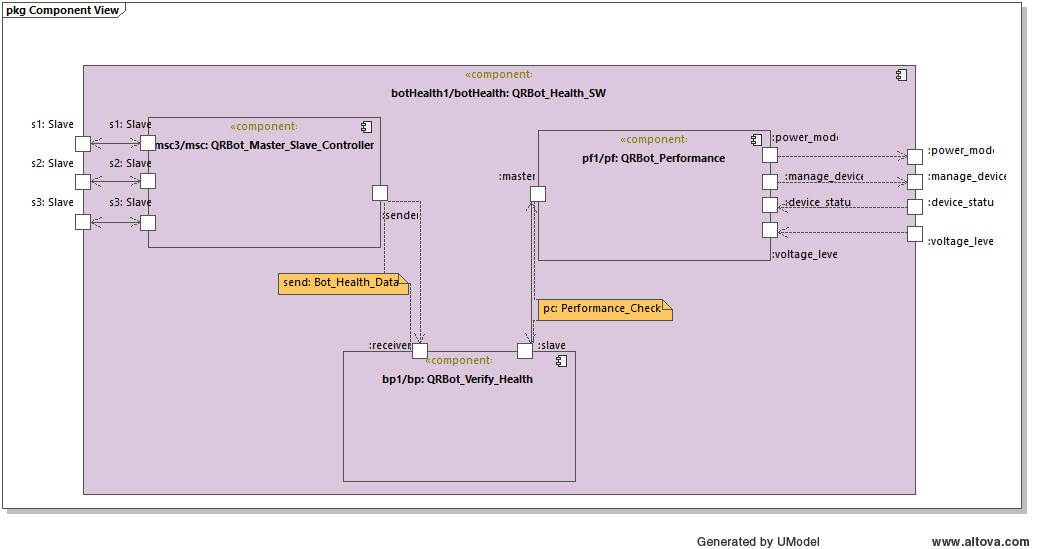 pkg Component View
«component»
botHealth1/botHealth: QRBot_Health_SW
s1: Slave
s1: Slave
«component»
msc3/msc: QRBot_Master_Slave_Controller
s2: Slave
s2: Slave
s3: Slave
s3: Slave
:sender
«component»
pf1/pf: QRBot_Performance
:master
:power_mode
:power_mode
:manage_device
:manage_device
:device_statu
:device_statu
:voltage_leve
:voltage_leve
send: Bot_Health_Data
pc: Performance_Check
:receiver
:slave
«component»
bp1/bp: QRBot_Verify_Health
Generated by UModel
www.altova.com